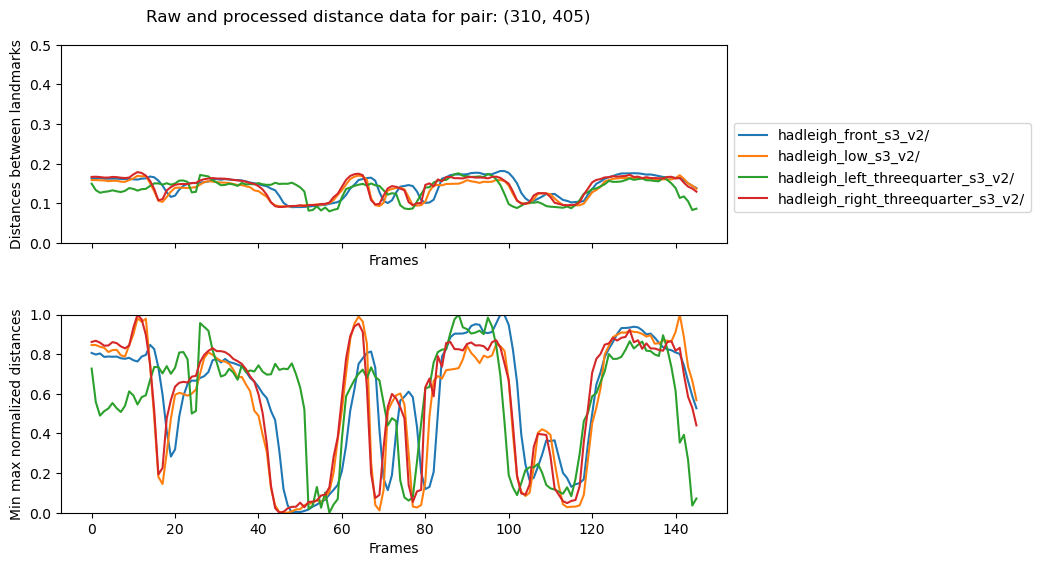 Raw and processed distance data for pair: (310, 405)
Distances between landmarks
0.5
0.4
0.3
0.2
0.1
0.0
Frames
hadleigh_front_s3_v2/
hadleigh_low_s3_v2/
hadleigh_left_threequarter_s3_v2/
hadleigh_right_threequarter_s3_v2/
Min max normalized distances
1.0
0.8
0.6
0.4
0.2
0.0
0 20 40 60 80 100 120 140
Frames